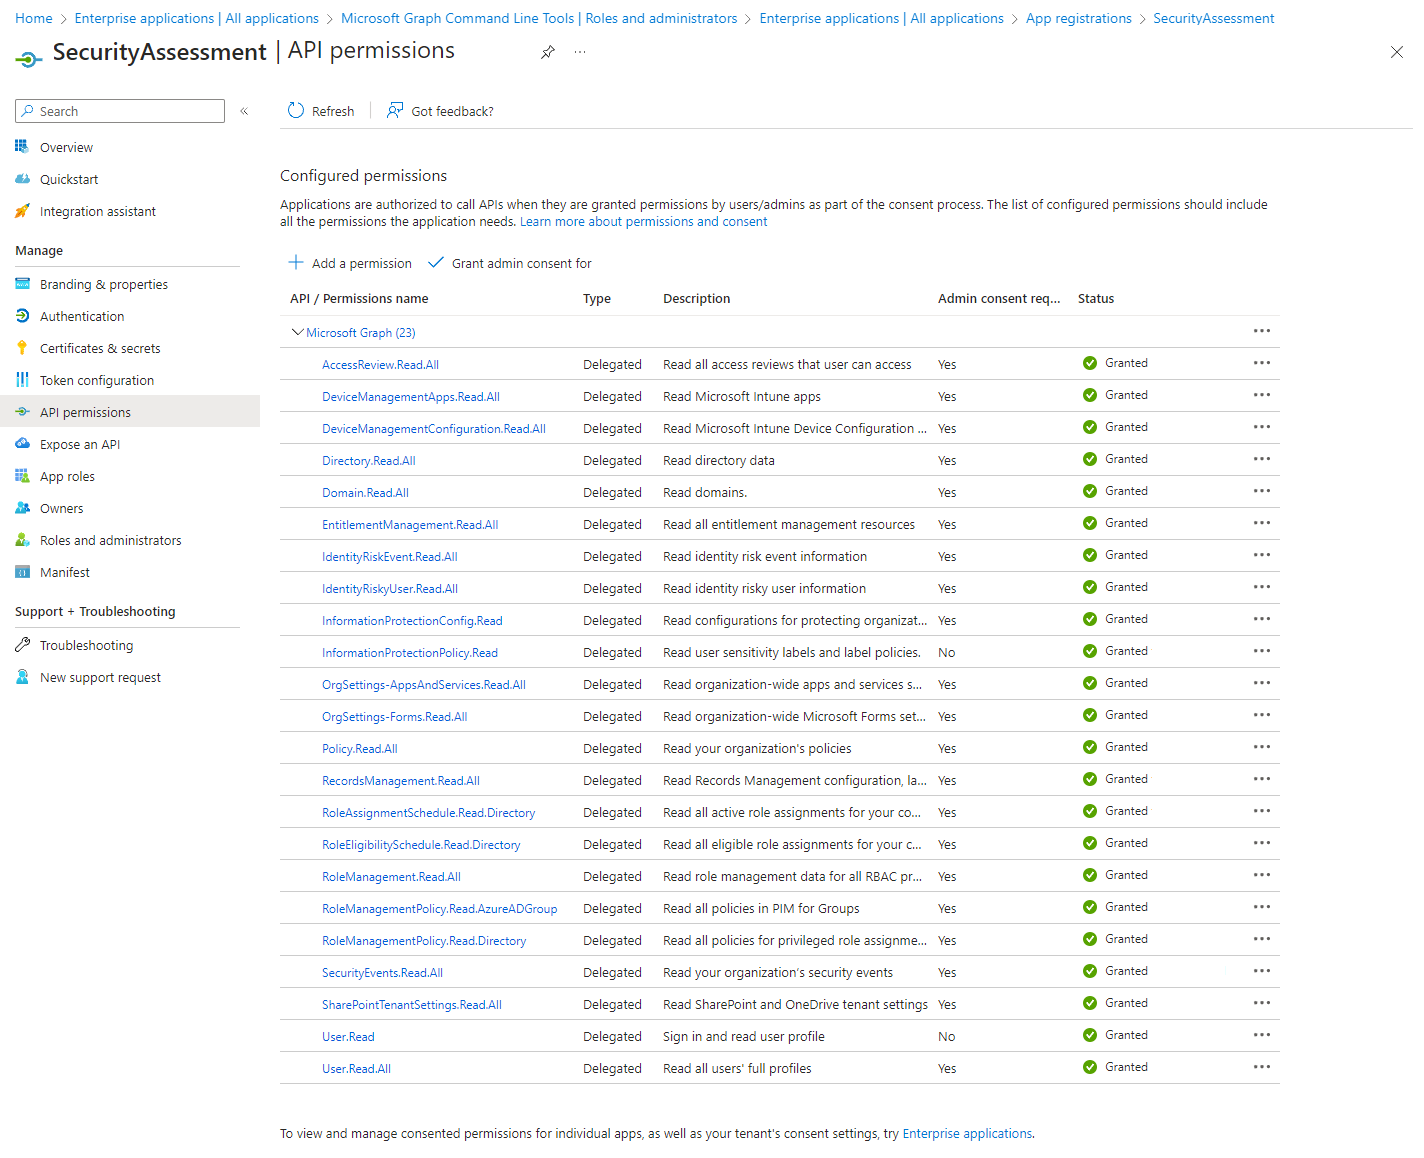 Home > Enterprise applications | All applications > Microsoft Graph Command Line Tools | Roles and administrators > Enterprise applications | All applications > App registrations > SecurityAssessment
SecurityAssessment | API permissions
Search
Refresh
Got feedback?
Overview
Quickstart
Integration assistant
Manage
Branding & properties
Authentication
Certificates & secrets
Token configuration
API permissions
Expose an API
App roles
Owners
Roles and administrators
Manifest
Support + Troubleshooting
Troubleshooting
New support request
Configured permissions
Applications are authorized to call APIs when they are granted permissions by users/admins as part of the consent process. The list of configured permissions should include
all the permissions the application needs. Learn more about permissions and consent
Add a permission Grant admin consent for
API / Permissions name Type Description Admin consent req... Status
Microsoft Graph (23)
AccessReview.Read.All Delegated Read all access reviews that user can access Yes Granted
DeviceManagementApps.Read.All Delegated Read Microsoft Intune apps Yes Granted
DeviceManagementConfiguration.Read.All Delegated Read Microsoft Intune Device Configuration ... Yes Granted
Directory.Read.All Delegated Read directory data Yes Granted
Domain.Read.All Delegated Read domains. Yes Granted
EntitlementManagement.Read.All Delegated Read all entitlement management resources Yes Granted
IdentityRiskEvent.Read.All Delegated Read identity risk event information Yes Granted
IdentityRiskyUser.Read.All Delegated Read identity risky user information Yes Granted
InformationProtectionConfig.Read Delegated Read configurations for protecting organizat... Yes Granted
InformationProtectionPolicy.Read Delegated Read user sensitivity labels and label policies. No Granted
OrgSettings-AppsAndServices.Read.All Delegated Read organization-wide apps and services s... Yes Granted
OrgSettings-Forms.Read.All Delegated Read organization-wide Microsoft Forms set... Yes Granted
Policy.Read.All Delegated Read your organization's policies Yes Granted
RecordsManagement.Read.All Delegated Read Records Management configuration, la... Yes Granted
RoleAssignmentSchedule.Read.Directory Delegated Read all active role assignments for your co... Yes Granted
RoleEligibilitySchedule.Read.Directory Delegated Read all eligible role assignments for your c... Yes Granted
RoleManagement.Read.All Delegated Read role management data for all RBAC pr... Yes Granted
RoleManagementPolicy.Read.AzureADGroup Delegated Read all policies in PIM for Groups Yes Granted
RoleManagementPolicy.Read.Directory Delegated Read all policies for privileged role assignme... Yes Granted
SecurityEvents.Read.All Delegated Read your organization's security events Yes Granted
SharePointTenantSettings.Read.All Delegated Read SharePoint and OneDrive tenant settings Yes Granted
User.Read Delegated Sign in and read user profile No Granted
User.Read.All Delegated Read all users' full profiles Yes Granted
To view and manage consented permissions for individual apps, as well as your tenant's consent settings, try Enterprise applications.